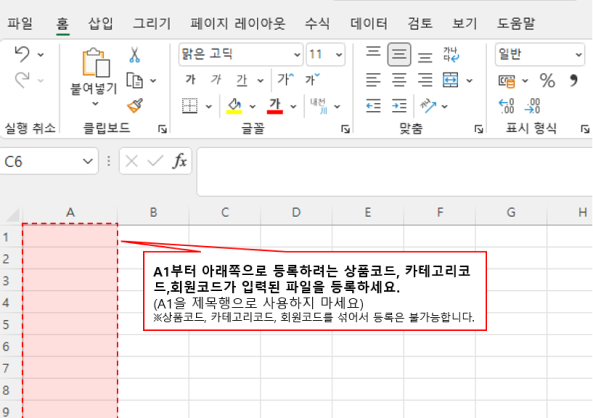 파일 홈 삽입 그리기 페이지 레이아웃 수식 데이터 검토 보기 도움말
맑은 고딕 11 가나다 일반
붙여넣기 가 가 가 가 가 %
가 내천
실행 취소 클립보드 글꼴 맞춤 표시 형식
C6 fx
A B C D E F G H
1
2
A1부터 아래쪽으로 등록하려는 상품코드, 카테고리코
3
드,회원코드가 입력된 파일을 등록하세요.
4
(A1을 제목행으로 사용하지 마세요)
※상품코드, 카테고리코드, 회원코드를 섞어서 등록은 불가능합니다.
5
6
7
8
9